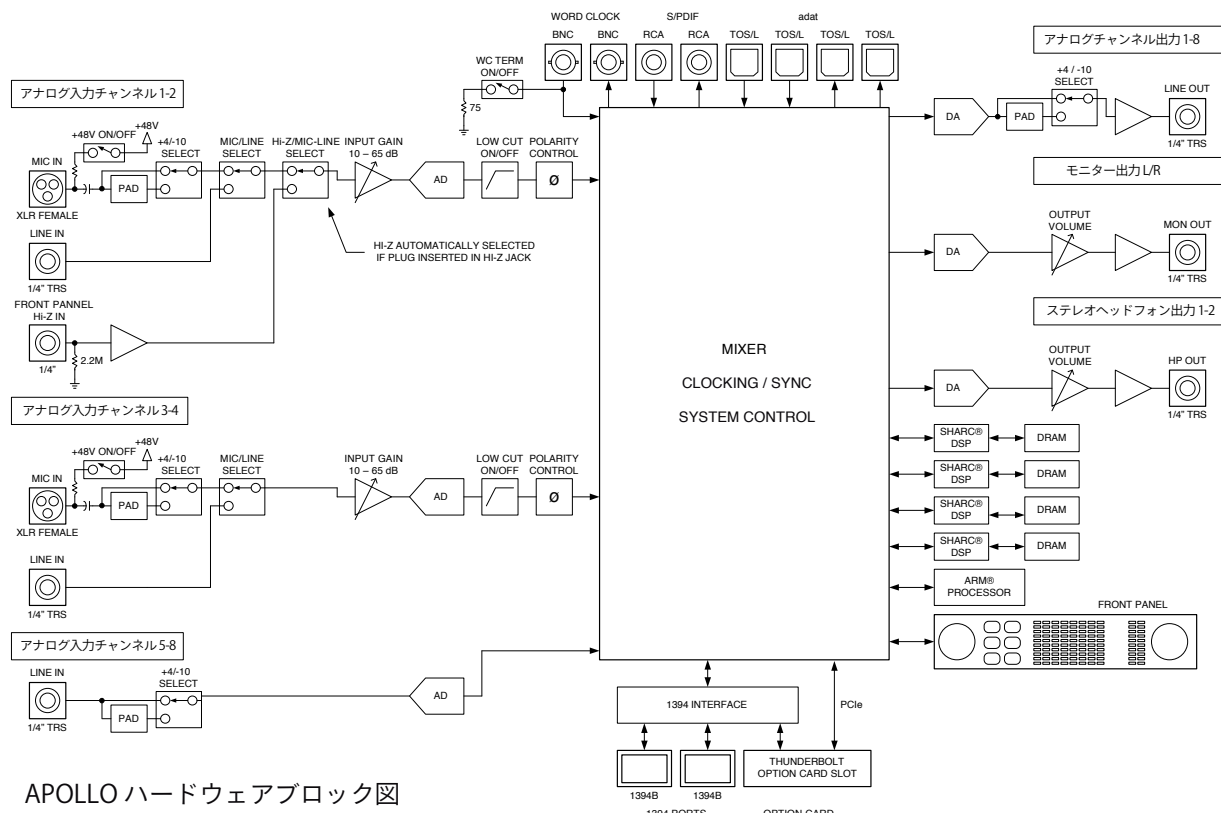 WORD CLOCK
S/PDIF
adat
BNC
BNC
RCA
RCA
TOS/L
TOS/L
TOS/L
TOS/L
WC TERM
ON/OFF
75
アナログ入力チャンネル 1-2
+48V ON/OFF
+48V
MIC IN
XLR FEMALE
PAD
+4/-10
SELECT
MIC/LINE
SELECT
Hi-Z/MIC-LINE
SELECT
INPUT GAIN
10 – 65 dB
AD
LOW CUT
ON/OFF
POLARITY
CONTROL
Ø
LINE IN
1/4" TRS
HI-Z AUTOMATICALLY SELECTED
IF PLUG INSERTED IN HI-Z JACK
FRONT PANNEL
Hi-Z IN
1/4"
2.2M
アナログ入力チャンネル 3-4
+48V ON/OFF
+48V
MIC IN
XLR FEMALE
PAD
+4/-10
SELECT
MIC/LINE
SELECT
INPUT GAIN
10 – 65 dB
AD
LOW CUT
ON/OFF
POLARITY
CONTROL
Ø
LINE IN
1/4" TRS
アナログ入力チャンネル 5-8
LINE IN
1/4" TRS
PAD
+4/-10
SELECT
AD
MIXER
CLOCKING / SYNC
SYSTEM CONTROL
アナログチャンネル出力 1-8
DA
PAD
+4 / -10
SELECT
LINE OUT
1/4" TRS
モニター出力 L/R
DA
OUTPUT
VOLUME
MON OUT
1/4" TRS
ステレオヘッドフォン出力 1-2
DA
OUTPUT
VOLUME
HP OUT
1/4" TRS
SHARC®
DSP
DRAM
SHARC®
DSP
DRAM
SHARC®
DSP
DRAM
SHARC®
DSP
DRAM
ARM®
PROCESSOR
FRONT PANEL
1394 INTERFACE
PCIe
THUNDERBOLT
OPTION CARD SLOT
1394B
1394B
1394 PORTS
OPTION CARD
APOLLO ハードウェアブロック図